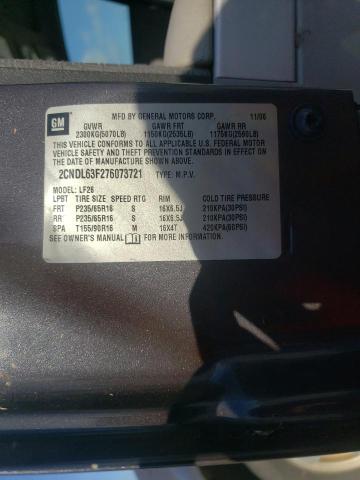 GM
MFD BY GENERAL MOTORS CORP. 11/06
GVWR GAWR FRT GAWR RR
2300KG(5070LB) 1150KG(2535LB) 1175KG(2590LB)
THIS VEHICLE CONFORMS TO ALL APPLICABLE U.S. FEDERAL MOTOR
VEHICLE SAFETY AND THEFT PREVENTION STANDARDS IN EFFECT ON
THE DATE OF MANUFACTURE SHOWN ABOVE.
2CNDL63F276073721 TYPE: M.P.V.
MODEL: LF26
LPBT TIRE SIZE SPEED RTG RIM COLD TIRE PRESSURE
FRT P235/65R16 S 16X6.5J 210KPA(30PSI)
RR P235/65R16 S 16X6.5J 210KPA(30PSI)
SPA T155/90R16 M 16X4T 420KPA(60PSI)
SEE OWNER'S MANUAL FOR MORE INFORMATION.